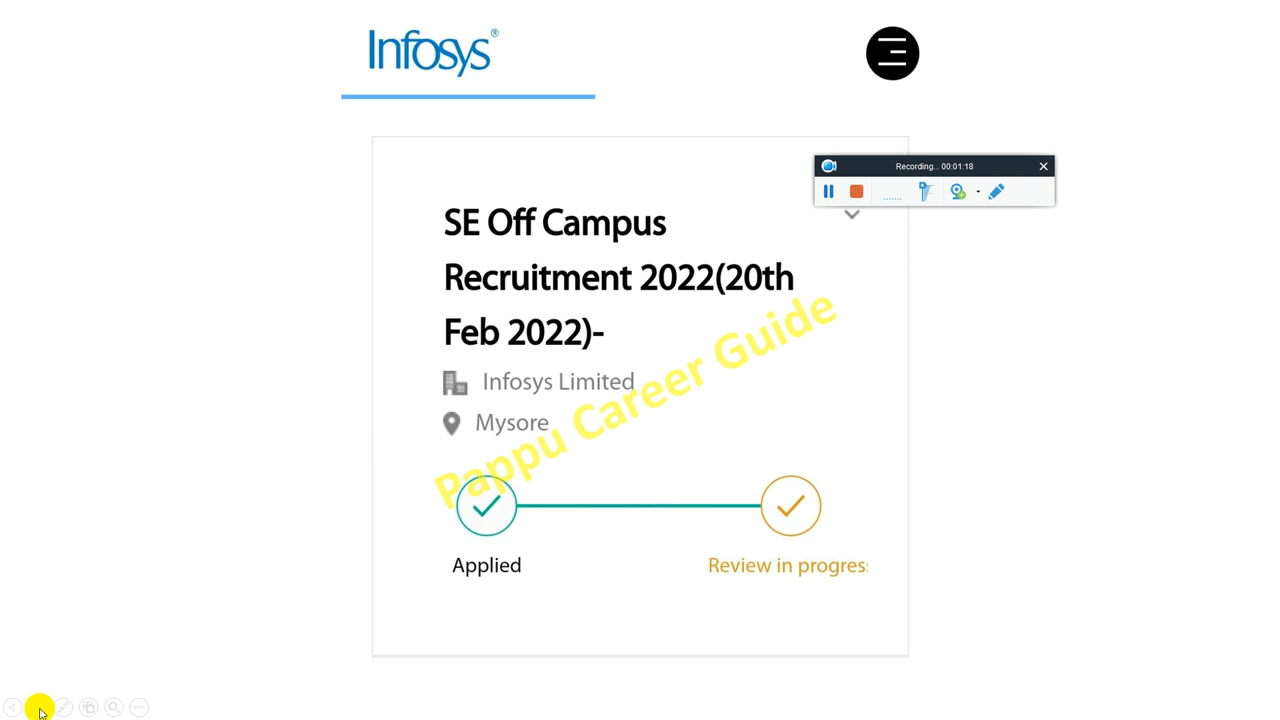 Infosys®
Recording... 00:01:18
SE Off Campus
Recruitment 2022(20th
Feb 2022)-
Infosys Limited
Mysore
Pappu Career Guide
Applied
Review in progres